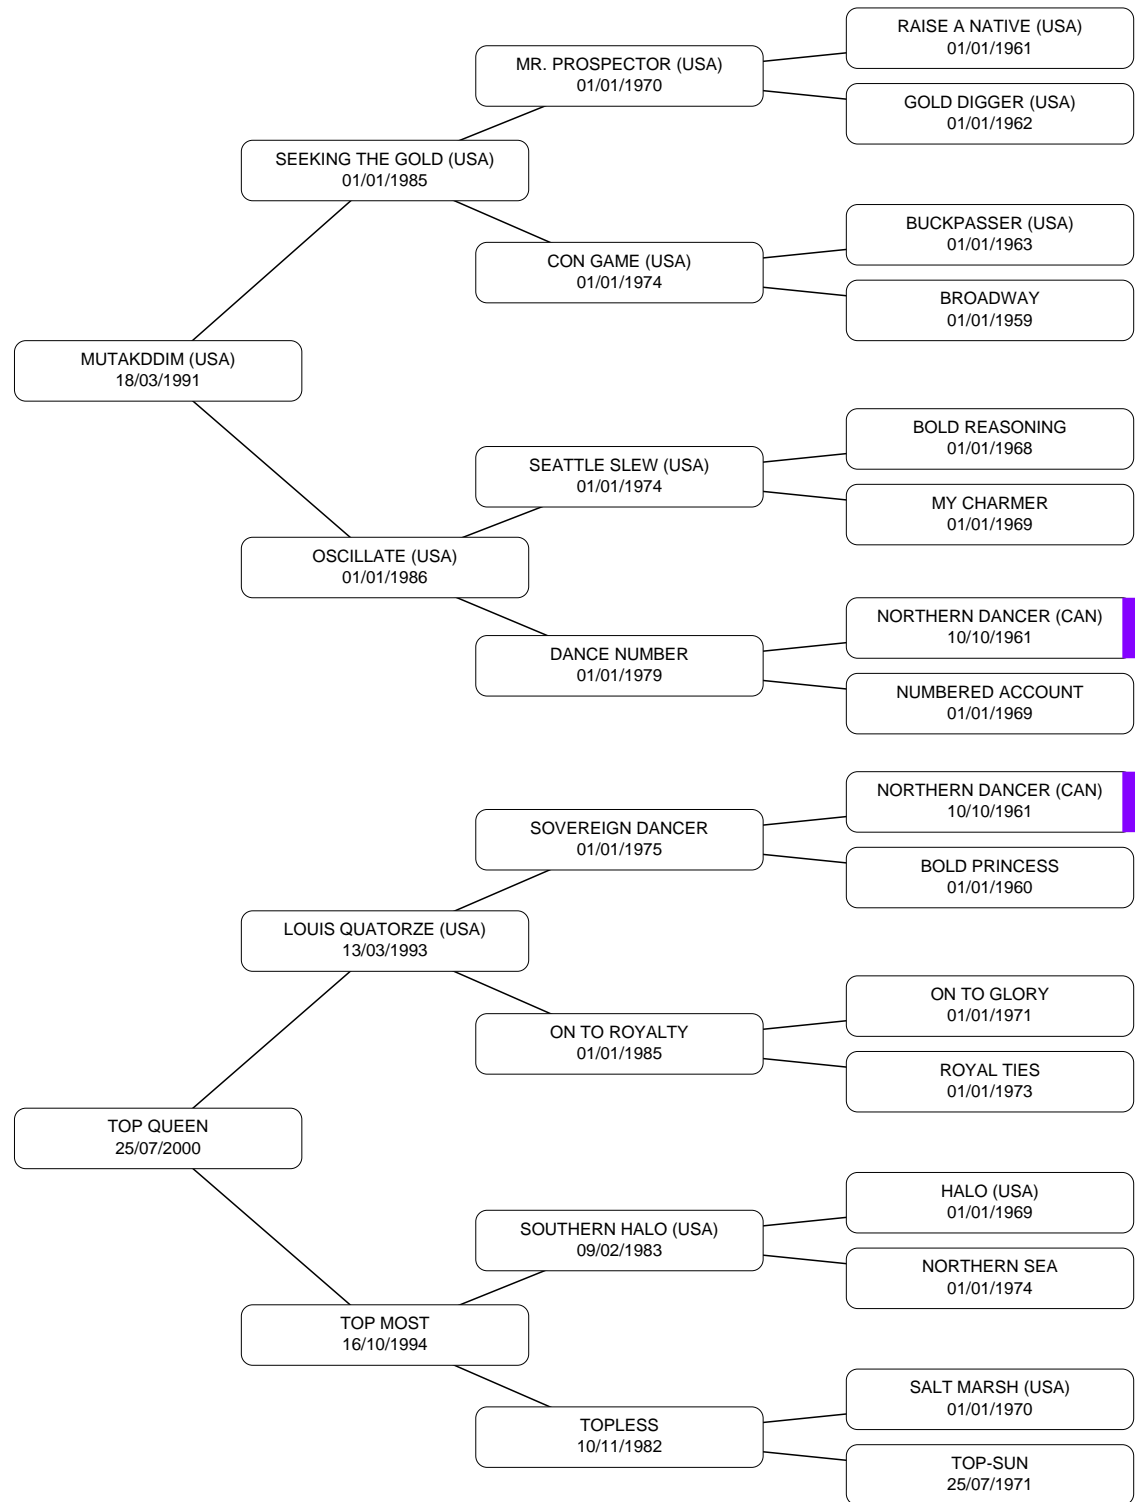 RAISE A NATIVE (USA)
01/01/1961
MR. PROSPECTOR (USA)
01/01/1970
GOLD DIGGER (USA)
01/01/1962
SEEKING THE GOLD (USA)
01/01/1985
BUCKPASSER (USA)
01/01/1963
CON GAME (USA)
01/01/1974
BROADWAY
01/01/1959
MUTAKDDIM (USA)
18/03/1991
BOLD REASONING
01/01/1968
SEATTLE SLEW (USA)
01/01/1974
MY CHARMER
01/01/1969
OSCILLATE (USA)
01/01/1986
NORTHERN DANCER (CAN)
10/10/1961
DANCE NUMBER
01/01/1979
NUMBERED ACCOUNT
01/01/1969
NORTHERN DANCER (CAN)
10/10/1961
SOVEREIGN DANCER
01/01/1975
BOLD PRINCESS
01/01/1960
LOUIS QUATORZE (USA)
13/03/1993
ON TO GLORY
01/01/1971
ON TO ROYALTY
01/01/1985
ROYAL TIES
01/01/1973
TOP QUEEN
25/07/2000
HALO (USA)
01/01/1969
SOUTHERN HALO (USA)
09/02/1983
NORTHERN SEA
01/01/1974
TOP MOST
16/10/1994
SALT MARSH (USA)
01/01/1970
TOPLESS
10/11/1982
TOP-SUN
25/07/1971